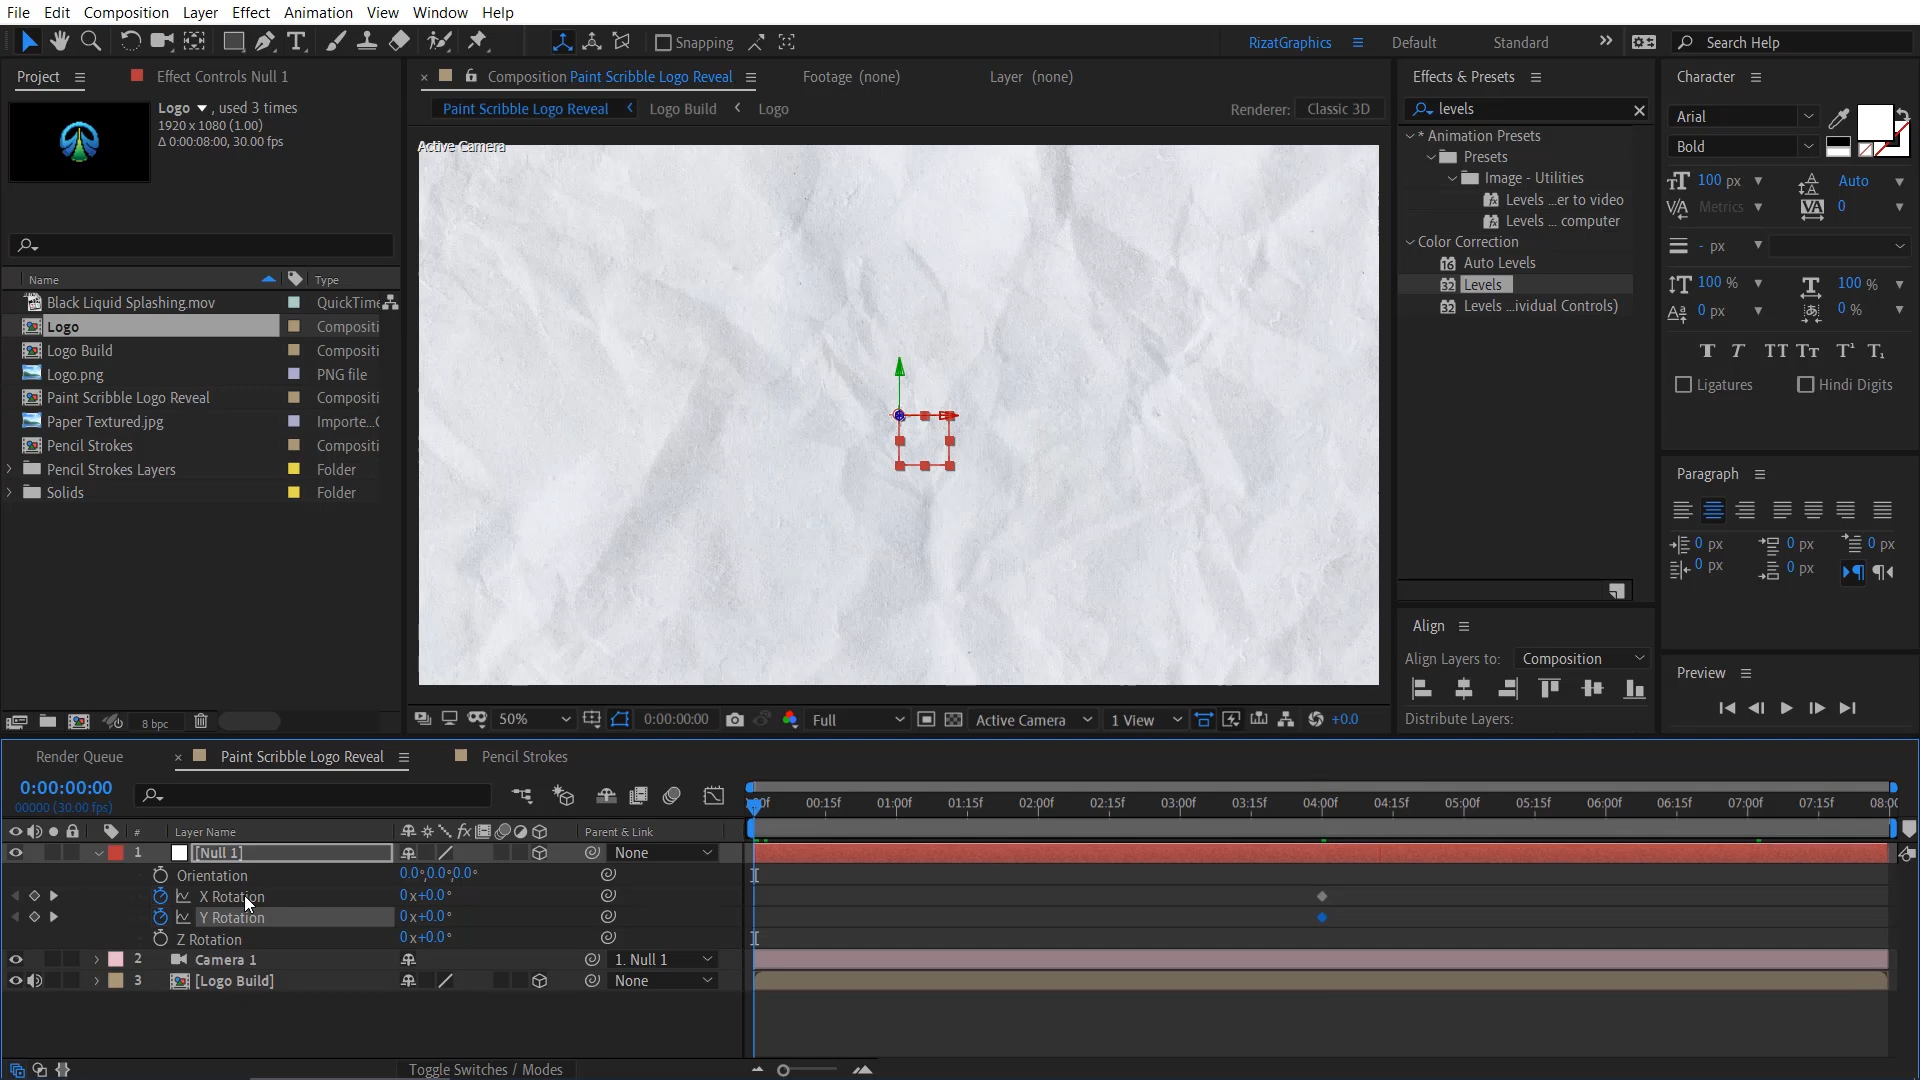 File Edit Composition Layer Effect Animation View Window Help
Snapping
RizatGraphics Default Standard Search Help
Project Effect Controls Null 1
Logo , used 3 times
1920 x 1080 (1.00)
Δ 0:00:08:00, 30.00 fps
Name Type
Black Liquid Splashing.mov QuickTime
Logo Compositi
Logo Build Compositi
Logo.png PNG file
Paint Scribble Logo Reveal Compositi
Paper Textured.jpg Importe...G
Pencil Strokes Compositi
Pencil Strokes Layers Folder
Solids Folder
8 bpc
Composition Paint Scribble Logo Reveal Footage (none) Layer (none)
Paint Scribble Logo Reveal Logo Build Logo Renderer: Classic 3D
Active Camera
50% 0:00:00:00 Full Active Camera 1 View +0.0
Effects & Presets
levels
* Animation Presets
Presets
Image - Utilities
Levels ...er to video
Levels ... computer
Color Correction
Auto Levels
Levels
Levels ...ividual Controls)
Align
Align Layers to: Composition
Distribute Layers:
Character
Arial
Bold
100 px Auto
Metrics 0
- px
100 % 100 %
0 px 0 %
Ligatures Hindi Digits
Paragraph
0 px 0 px 0 px
0 px 0 px
Preview
Render Queue Paint Scribble Logo Reveal Pencil Strokes
0:00:00:00
00000 (30.00 fps)
00f 00:15f 01:00f 01:15f 02:00f 02:15f 03:00f 03:15f 04:00f 04:15f 05:00f 05:15f 06:00f 06:15f 07:00f 07:15f 08:00
# Layer Name Parent & Link
1 [Null 1] None
Orientation 0.0°,0.0°,0.0°
X Rotation 0x+0.0°
Y Rotation 0x+0.0°
Z Rotation 0x+0.0°
2 Camera 1 1. Null 1
3 [Logo Build] None
Toggle Switches / Modes